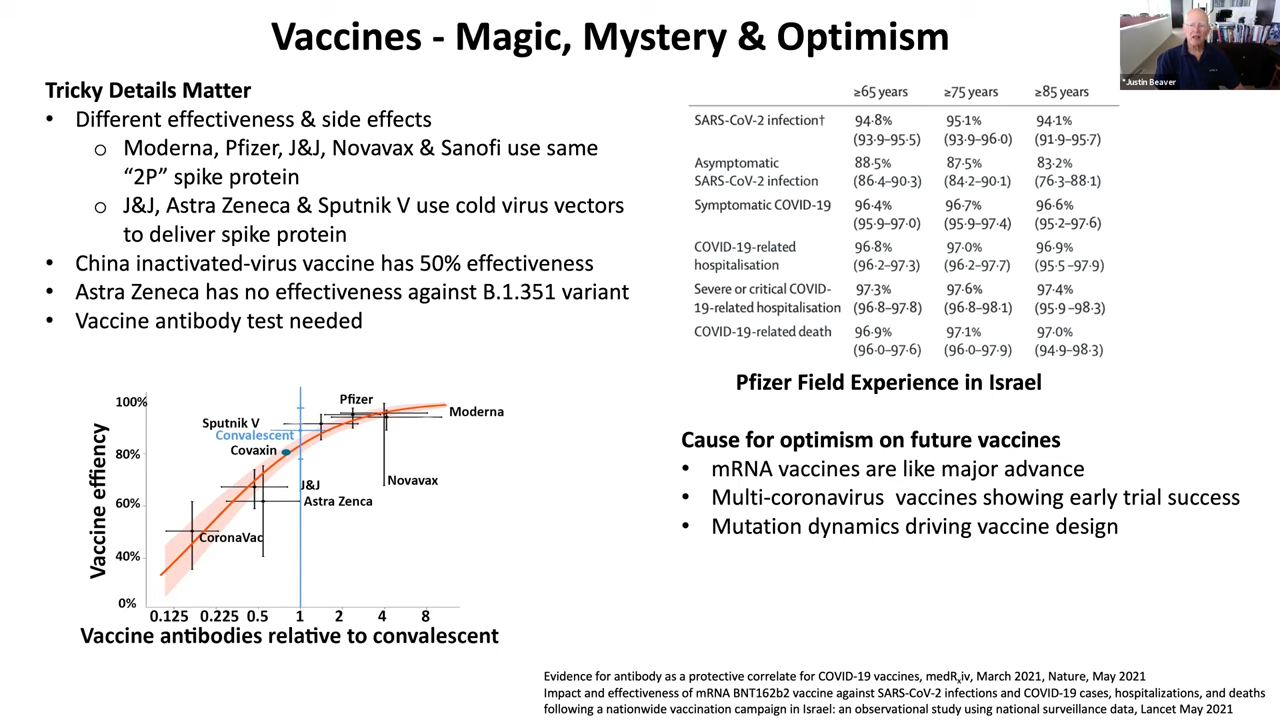 Vaccines - Magic, Mystery & Optimism
*Justin Beaver
Tricky Details Matter
• Different effectiveness & side effects
o Moderna, Pfizer, J&J, Novavax & Sanofi use same
“2P” spike protein
o J&J, Astra Zeneca & Sputnik V use cold virus vectors
to deliver spike protein
• China inactivated-virus vaccine has 50% effectiveness
• Astra Zeneca has no effectiveness against B.1.351 variant
• Vaccine antibody test needed
≥65 years ≥75 years ≥85 years
SARS-CoV-2 infection† 94·8% 95·1% 94·1%
(93·9–95·5) (93·9–96·0) (91·9–95·7)
Asymptomatic 88·5% 87·5% 83·2%
SARS-CoV-2 infection (86·4–90·3) (84·2–90·1) (76·3–88·1)
Symptomatic COVID-19 96·4% 96·7% 96·6%
(95·9–97·0) (95·9–97·4) (95·2–97·6)
COVID-19-related 96·8% 97·0% 96·9%
hospitalisation (96·2–97·3) (96·2–97·7) (95·5–97·9)
Severe or critical COVID- 97·3% 97·6% 97·4%
19-related hospitalisation (96·8–97·8) (96·8–98·1) (95·9–98·3)
COVID-19-related death 96·9% 97·1% 97·0%
(96·0–97·6) (96·0–97·9) (94·9–98·3)
Pfizer Field Experience in Israel
Vaccine effiency
100%
80%
60%
40%
0%
Pfizer
Moderna
Sputnik V
Convalescent
Covaxin
Novavax
J&J
Astra Zenca
CoronaVac
0.125 0.225 0.5 1 2 4 8
Vaccine antibodies relative to convalescent
Cause for optimism on future vaccines
• mRNA vaccines are like major advance
• Multi-coronavirus vaccines showing early trial success
• Mutation dynamics driving vaccine design
Evidence for antibody as a protective correlate for COVID-19 vaccines, medRxiv, March 2021, Nature, May 2021
Impact and effectiveness of mRNA BNT162b2 vaccine against SARS-CoV-2 infections and COVID-19 cases, hospitalizations, and deaths
following a nationwide vaccination campaign in Israel: an observational study using national surveillance data, Lancet May 2021